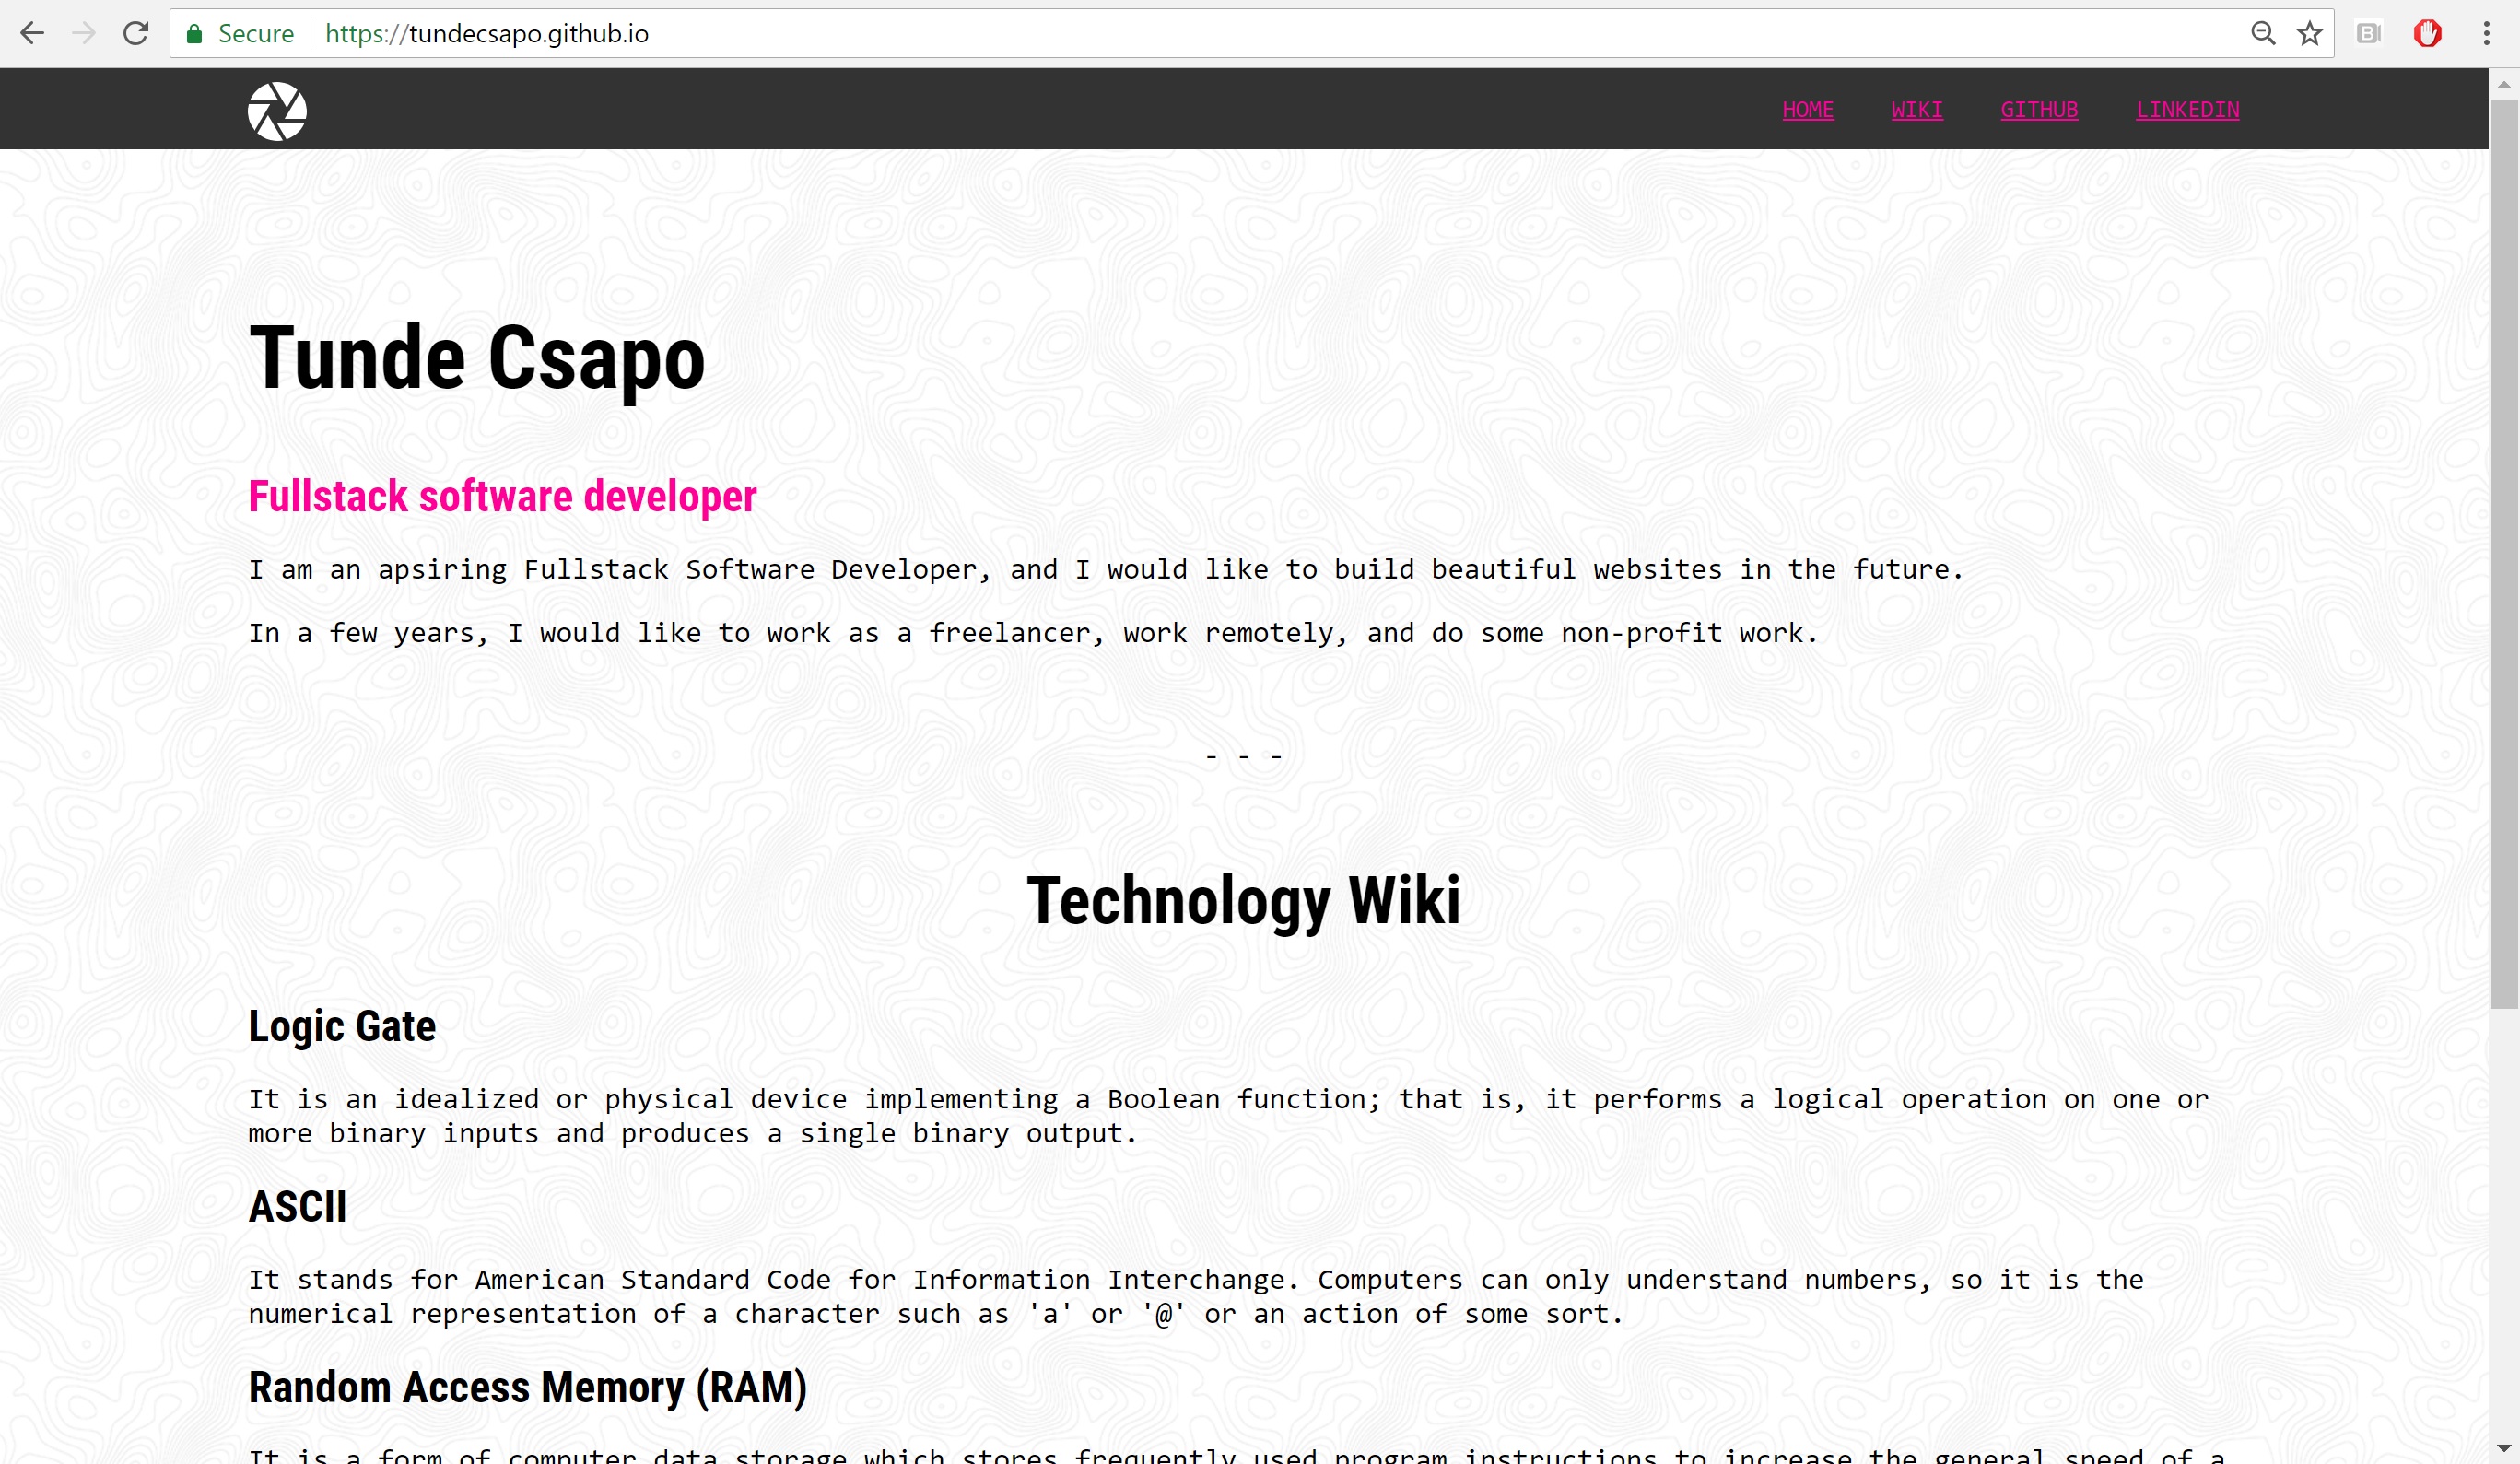 Secure https://tundecsapo.github.io
HOME WIKI GITHUB LINKEDIN
Tunde Csapo
Fullstack software developer
I am an apsiring Fullstack Software Developer, and I would like to build beautiful websites in the future.
In a few years, I would like to work as a freelancer, work remotely, and do some non-profit work.
- - -
Technology Wiki
Logic Gate
It is an idealized or physical device implementing a Boolean function; that is, it performs a logical operation on one or
more binary inputs and produces a single binary output.
ASCII
It stands for American Standard Code for Information Interchange. Computers can only understand numbers, so it is the
numerical representation of a character such as 'a' or '@' or an action of some sort.
Random Access Memory (RAM)
It is a form of computer data storage which stores frequently used program instructions to increase the general speed of a